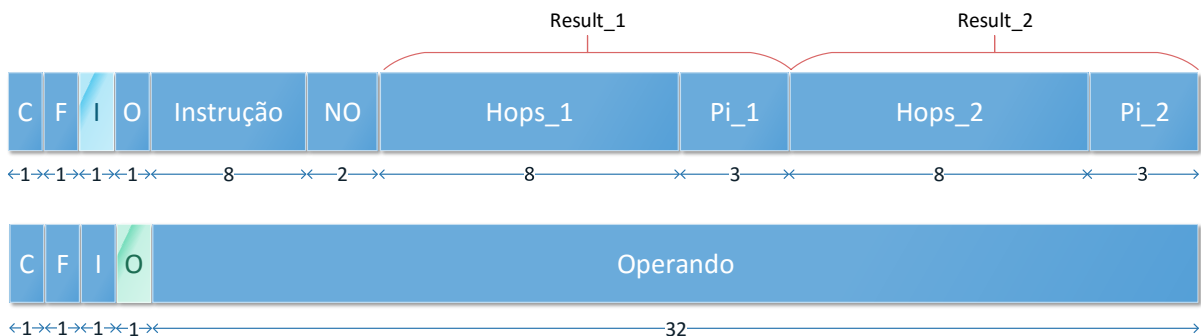 Result_1 Result_2
C F I O Instrução NO Hops_1 Pi_1 Hops_2 Pi_2
1 1 1 1 8 2 8 3 8 3
C F I O Operando
1 1 1 1 32